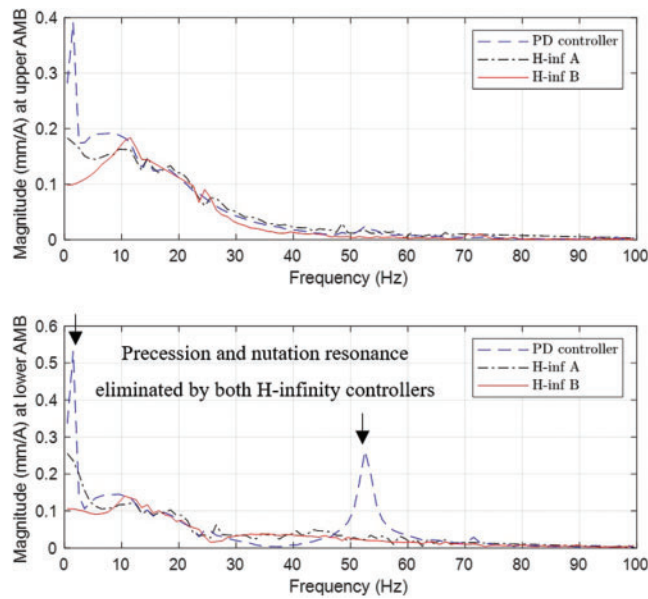 0.4
0.3
0.2
0.1
0
Magnitude (mm/A) at upper AMB
PD controller
H-inf A
H-inf B
0 10 20 30 40 50 60 70 80 90 100
Frequency (Hz)
0.6
0.5
0.4
0.3
0.2
0.1
0
Magnitude (mm/A) at lower AMB
Precession and nutation resonance
eliminated by both H-infinity controllers
PD controller
H-inf A
H-inf B
0 10 20 30 40 50 60 70 80 90 100
Frequency (Hz)